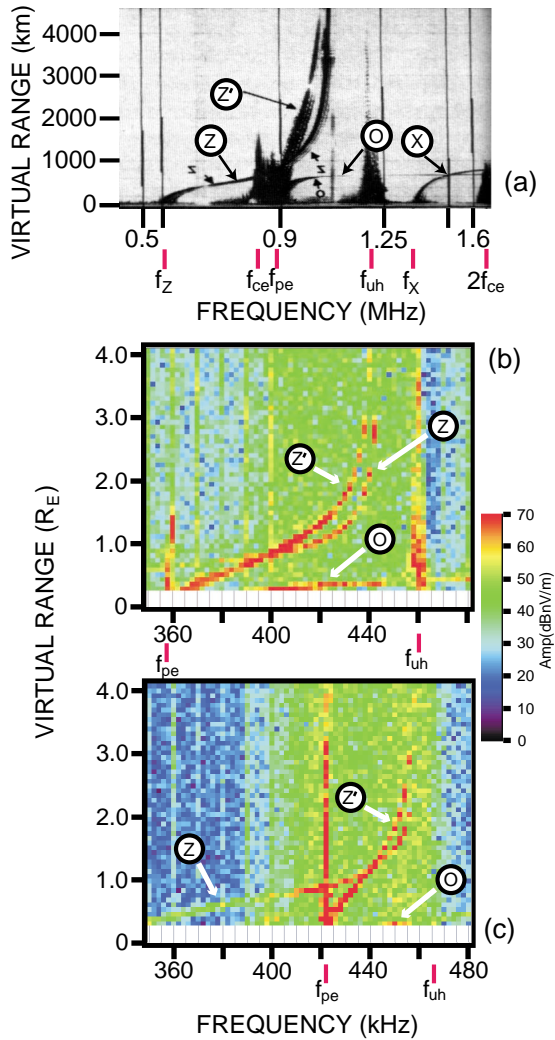 4000
3000
2000
1000
0
VIRTUAL RANGE (km)
Z'
Z
O
X
z
z
o
(a)
0.5 0.9 1.25 1.6
fZ fce fpe fuh fX 2fce
FREQUENCY (MHz)
(b)
4.0
3.0
2.0
1.0
0
Z'
Z
O
360 400 440
fpe fuh
VIRTUAL RANGE (RE)
70
60
50
40
30
20
10
0
Amp(dBnV/m)
4.0
3.0
2.0
1.0
0
Z'
Z
O
(c)
360 400 440 480
fpe fuh
FREQUENCY (kHz)